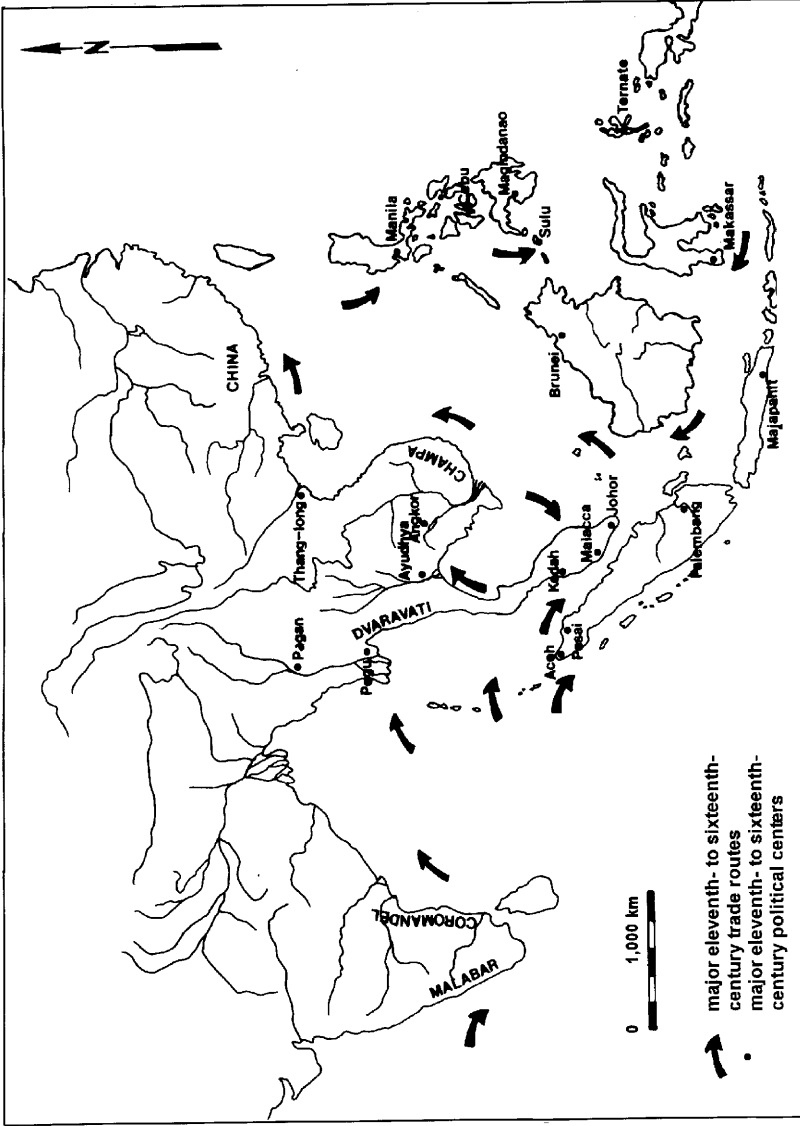 N
CHINA
Thang-long
Pagan
Pegu
DVARAVATI
Ayudhya
Angkor
CHAMPA
Manila
Cebu
Magindanao
Sulu
Ternate
COROMANDEL
MALABAR
Kedah
Aceh
Pasai
Malacca
Johor
Brunei
Palembang
Makassar
Majapahit
0 1,000 km
major eleventh- to sixteenth-
century trade routes
major eleventh- to sixteenth-
century political centers